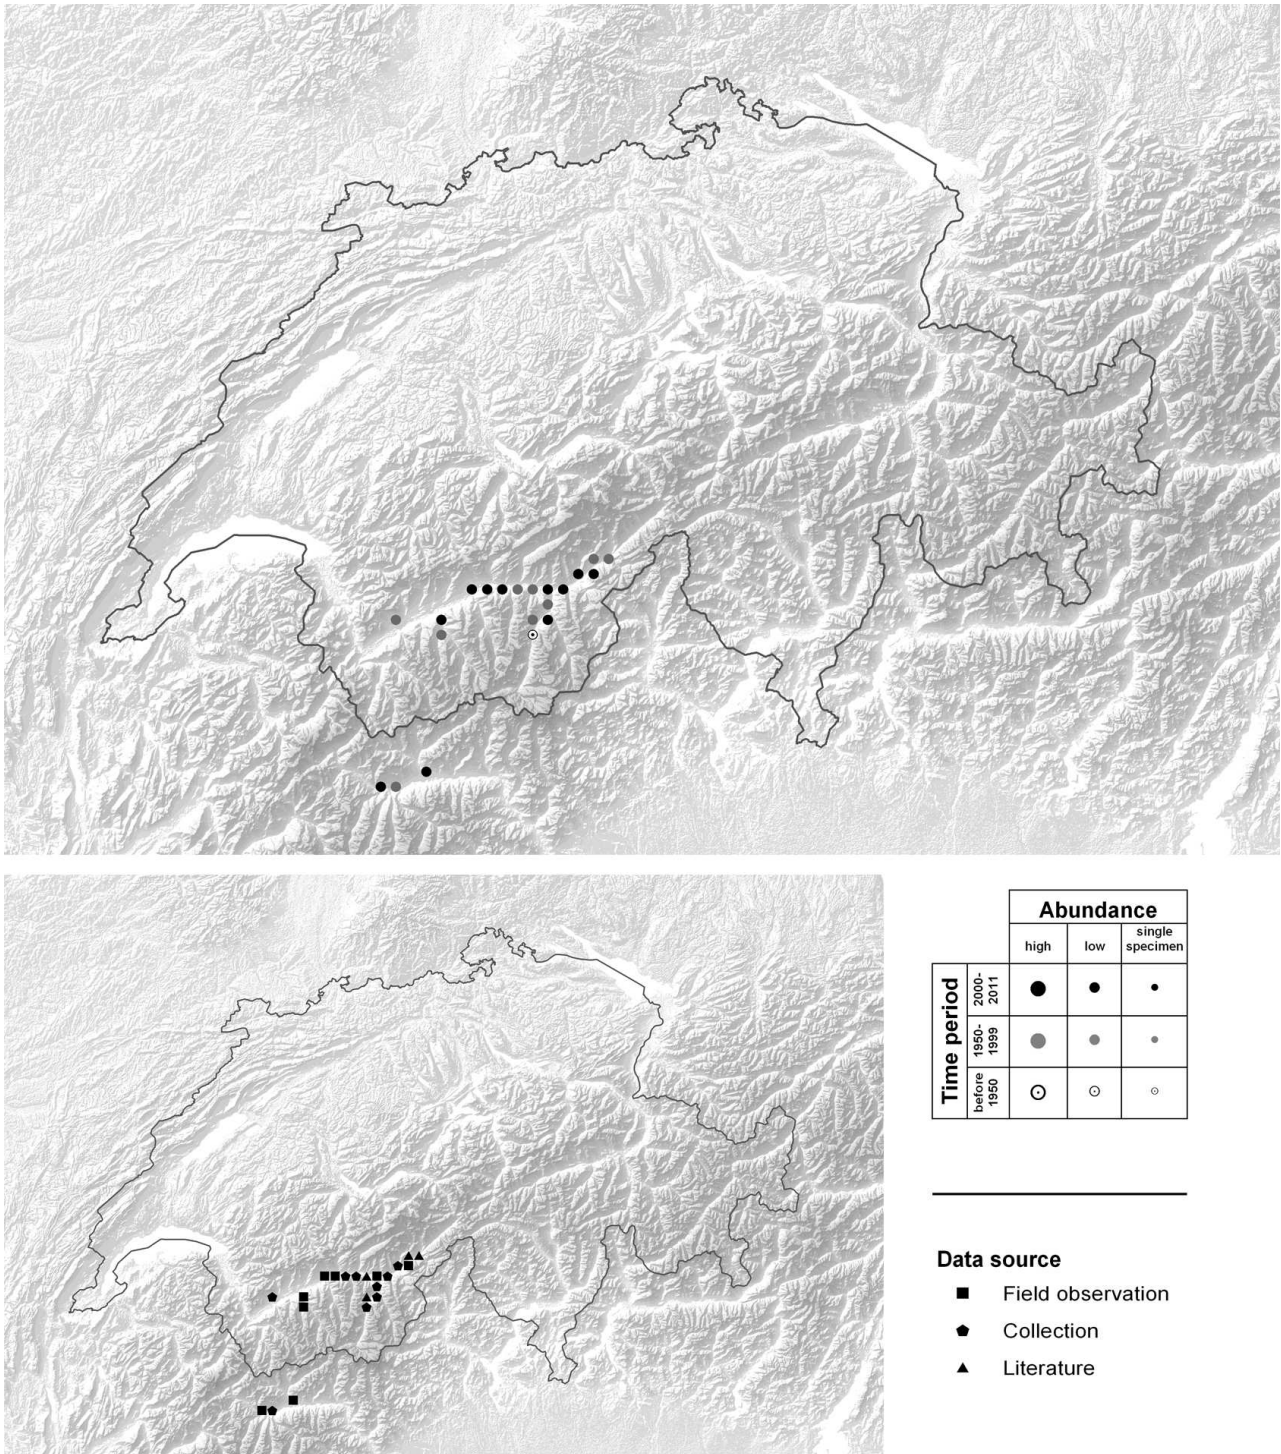 Abundance
high
low
single
specimen
Time period
2000-
2011
1950-
1999
before
1950
Data source
Field observation
Collection
Literature